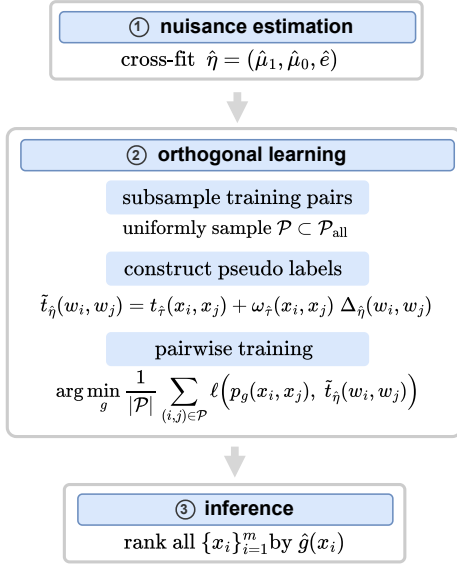 ① nuisance estimation
cross-fit η̂ = (μ̂₁, μ̂₀, ê)
② orthogonal learning
subsample training pairs
uniformly sample 𝒫 ⊂ 𝒫_all
construct pseudo labels
t̃_η̂(w_i, w_j) = t_τ̂(x_i, x_j) + ω_τ̂(x_i, x_j) Δ_η̂(w_i, w_j)
pairwise training
arg min_g 1/|𝒫| ∑_{(i,j)∈𝒫} ℓ(p_g(x_i, x_j), t̃_η̂(w_i, w_j))
③ inference
rank all {x_i}_{i=1}^m by ĝ(x_i)